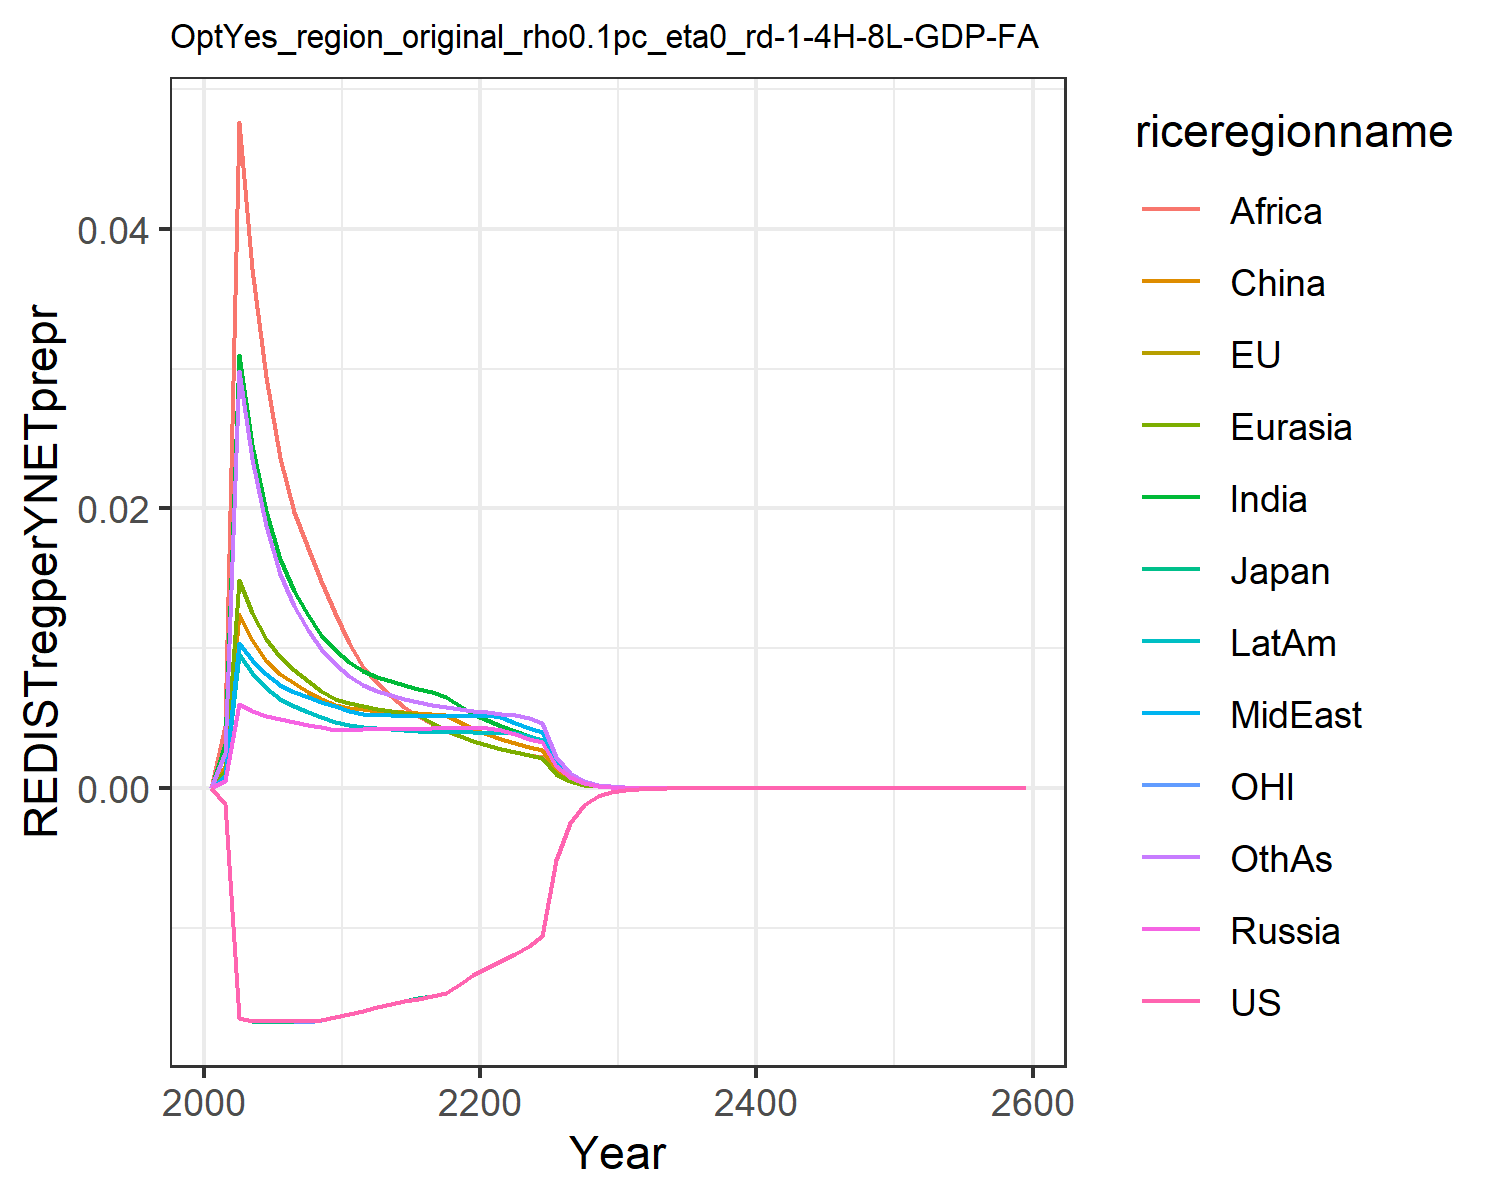 OptYes_region_original_rho0.1pc_eta0_rd-1-4H-8L-GDP-FA
REDISTregperYNETprepr
0.04
0.02
0.00
2000
2200
2400
2600
Year
riceregionname
Africa
China
EU
Eurasia
India
Japan
LatAm
MidEast
OHI
OthAs
Russia
US